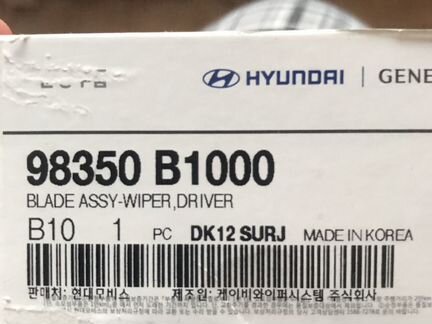 HYUNDAI | GENE
98350 B1000
BLADE ASSY-WIPER,DRIVER
B10 1 PC DK12 SURJ MADE IN KOREA
판매처: 현대모비스 제조원: 케이비와이퍼시스템 주식회사